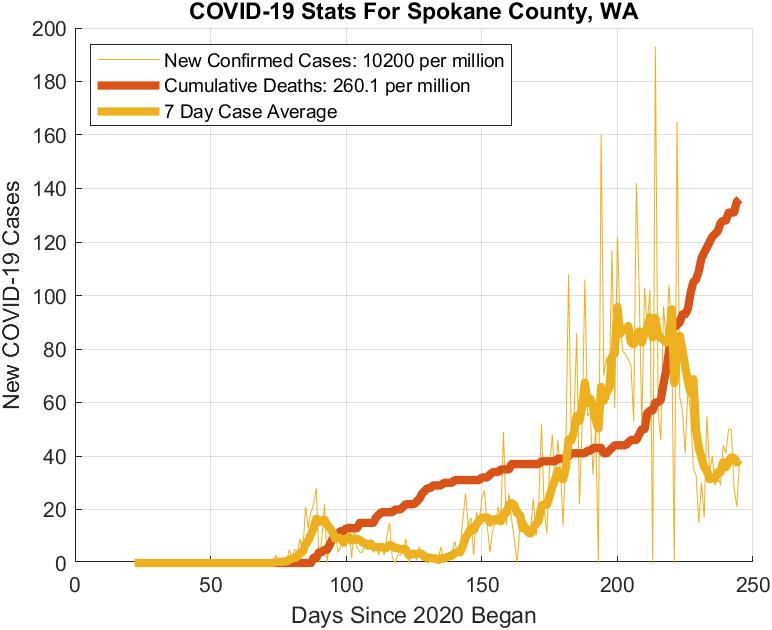 COVID-19 Stats For Spokane County, WA
New Confirmed Cases: 10200 per million
Cumulative Deaths: 260.1 per million
7 Day Case Average
New COVID-19 Cases
200
180
160
140
120
100
80
60
40
20
0
0 50 100 150 200 250
Days Since 2020 Began